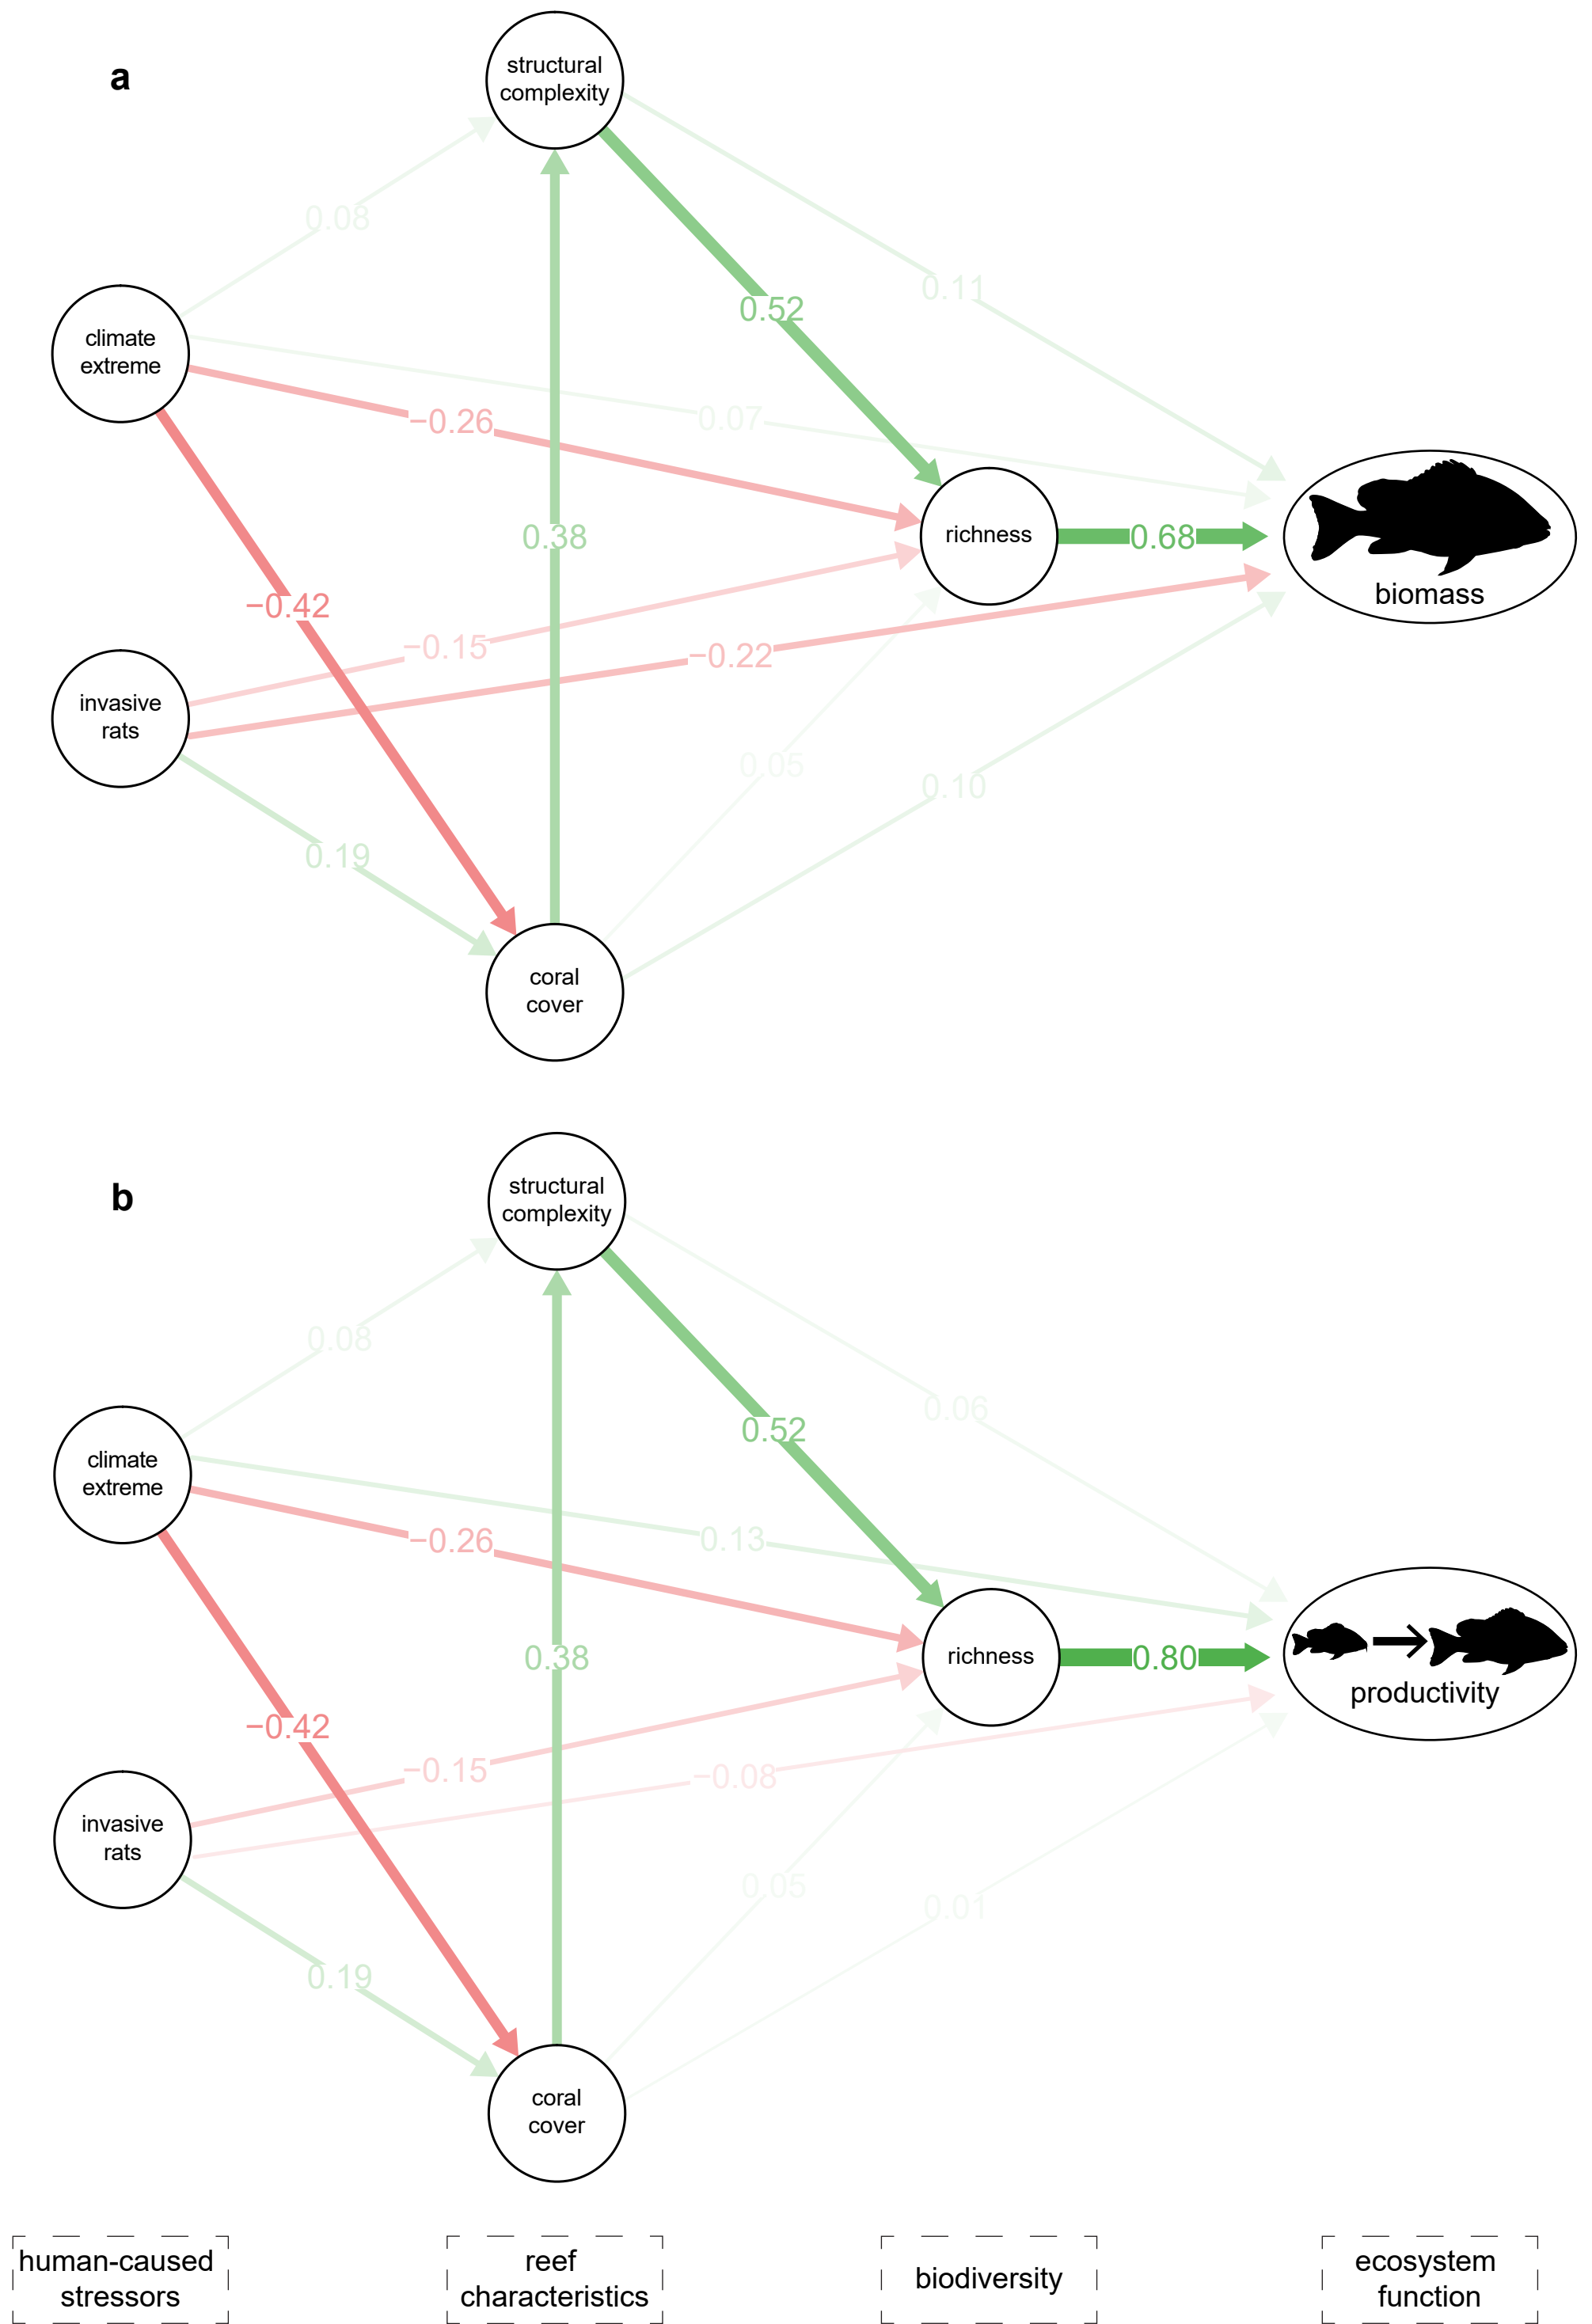 a
structural
complexity
0.08
climate
extreme
0.11
0.52
0.07
−0.26
richness
0.68
0.38
biomass
−0.42
−0.15
−0.22
invasive
rats
0.05
0.10
0.19
coral
cover
b
structural
complexity
0.08
0.06
0.52
climate
extreme
0.13
−0.26
richness
0.80
0.38
productivity
−0.42
−0.15
−0.08
invasive
rats
0.05
0.01
0.19
coral
cover
human-caused
stressors
reef
characteristics
biodiversity
ecosystem
function